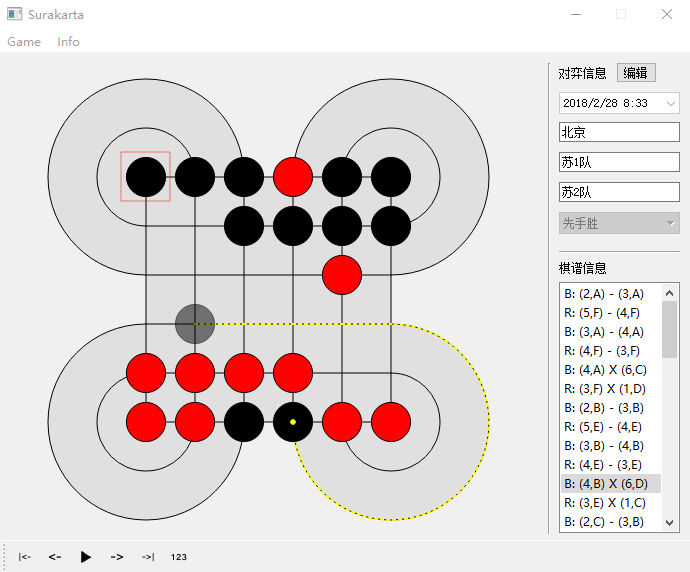 Surakarta
Game Info
对弈信息 编辑
2018/2/28 8:33
北京
苏1队
苏2队
先手胜
棋谱信息
B: (2,A) - (3,A)
R: (5,F) - (4,F)
B: (3,A) - (4,A)
R: (4,F) - (3,F)
B: (4,A) X (6,C)
R: (3,F) X (1,D)
B: (2,B) - (3,B)
R: (5,E) - (4,E)
B: (3,B) - (4,B)
R: (4,E) - (3,E)
B: (4,B) X (6,D)
R: (3,E) X (1,C)
B: (2,C) - (3,B)
|<- <- -> ->| 123